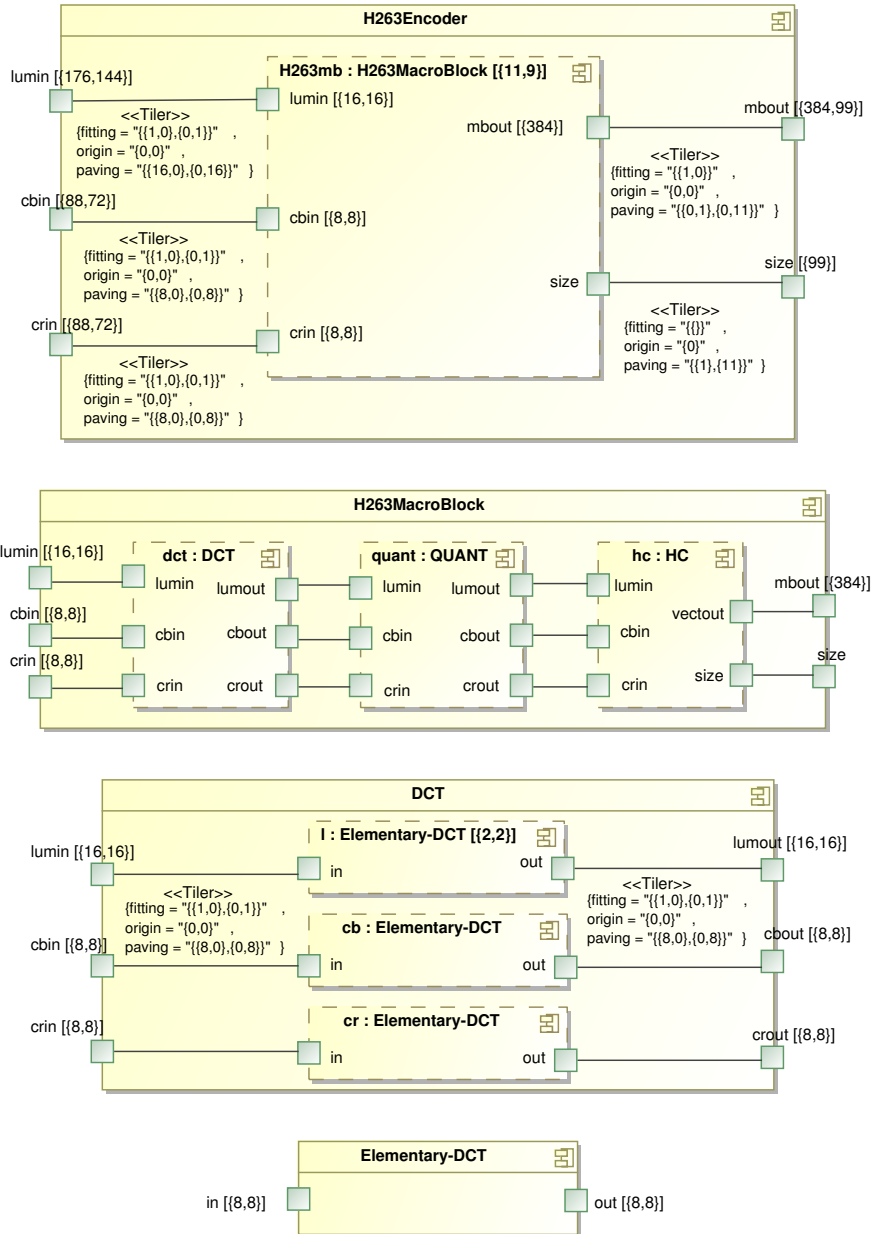 H263Encoder
lumin [{176,144}]
H263mb : H263MacroBlock [{11,9}]
lumin [16,16}]
mbout [{384}]
mbout [{384,99}]
<<Tiler>>
{fitting = "{{1,0},{0,1}}" ,
origin = "{0,0}" ,
paving = "{{16,0},{0,16}}" }
<<Tiler>>
{fitting = "{{1,0}}" ,
origin = "{0,0}" ,
paving = "{{0,1},{0,11}}" }
cbin [{88,72}]
cbin [{8,8}]
<<Tiler>>
{fitting = "{{1,0},{0,1}}" ,
origin = "{0,0}" ,
paving = "{{8,0},{0,8}}" }
size
size [{99}]
<<Tiler>>
{fitting = "{{}}" ,
origin = "{0}" ,
paving = "{{1},{11}}" }
crin [{88,72}]
crin [{8,8}]
<<Tiler>>
{fitting = "{{1,0},{0,1}}" ,
origin = "{0,0}" ,
paving = "{{8,0},{0,8}}" }
H263MacroBlock
lumin [{16,16}]
cbin [{8,8}]
crin [{8,8}]
dct : DCT
lumin
lumout
cbin
cbout
crin
crout
quant : QUANT
lumin
lumout
cbin
cbout
crin
crout
hc : HC
lumin
vectout
cbin
size
crin
mbout [{384}]
size
DCT
lumin [{16,16}]
l : Elementary-DCT [{2,2}]
in
out
lumout [{16,16}]
<<Tiler>>
{fitting = "{{1,0},{0,1}}" ,
origin = "{0,0}" ,
paving = "{{8,0},{0,8}}" }
<<Tiler>>
{fitting = "{{1,0},{0,1}}" ,
origin = "{0,0}" ,
paving = "{{8,0},{0,8}}" }
cbin [{8,8}]
cb : Elementary-DCT
in
out
cbout [{8,8}]
crin [{8,8}]
cr : Elementary-DCT
in
out
crout [{8,8}]
Elementary-DCT
in [{8,8}]
out [{8,8}]